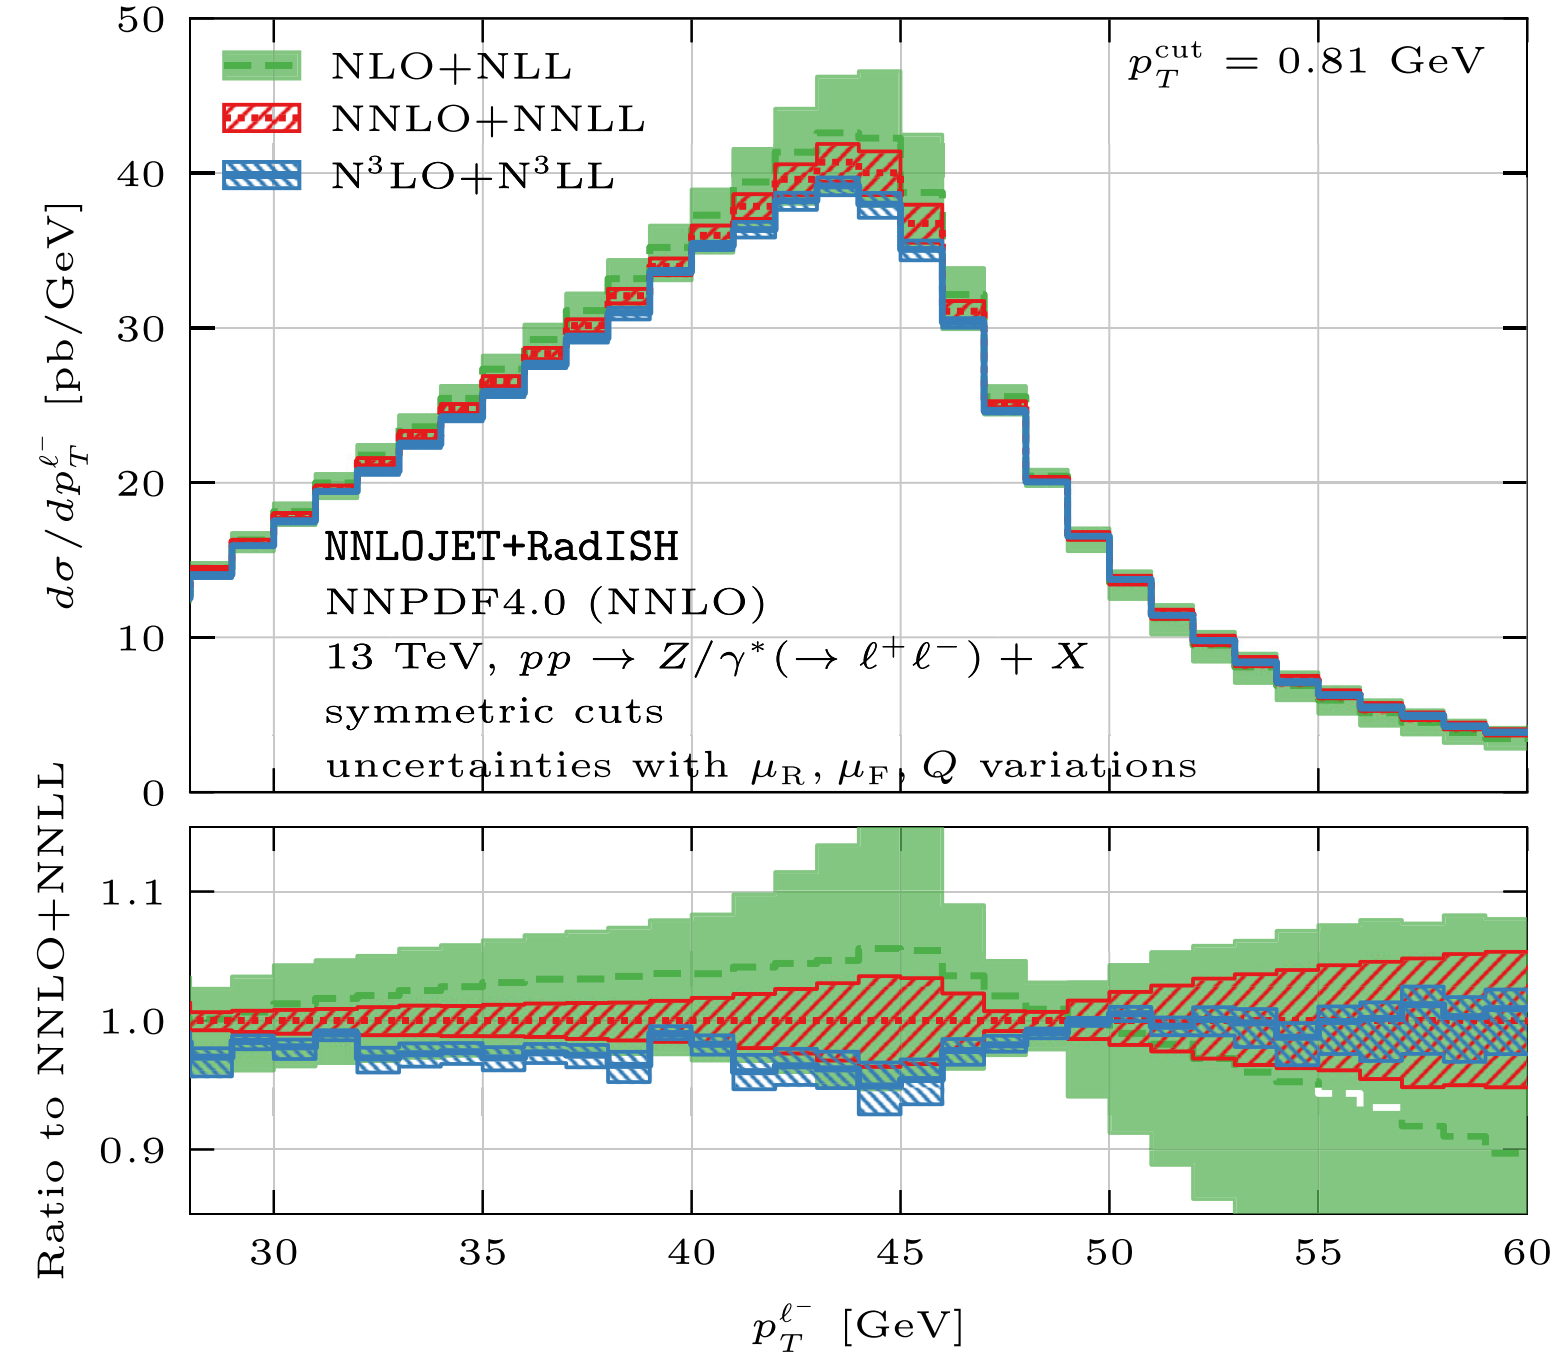 50
40
30
20
10
0
dσ/dp_T^{ℓ^-} [pb/GeV]
NLO+NLL
NNLO+NNLL
N^3LO+N^3LL
p_T^{cut} = 0.81 GeV
NNLOJET+RadISH
NNPDF4.0 (NNLO)
13 TeV, pp → Z/γ^*(→ ℓ^+ℓ^-) + X
symmetric cuts
uncertainties with μ_R, μ_F, Q variations
Ratio to NNLO+NNLL
1.1
1.0
0.9
30 35 40 45 50 55 60
p_T^{ℓ^-} [GeV]